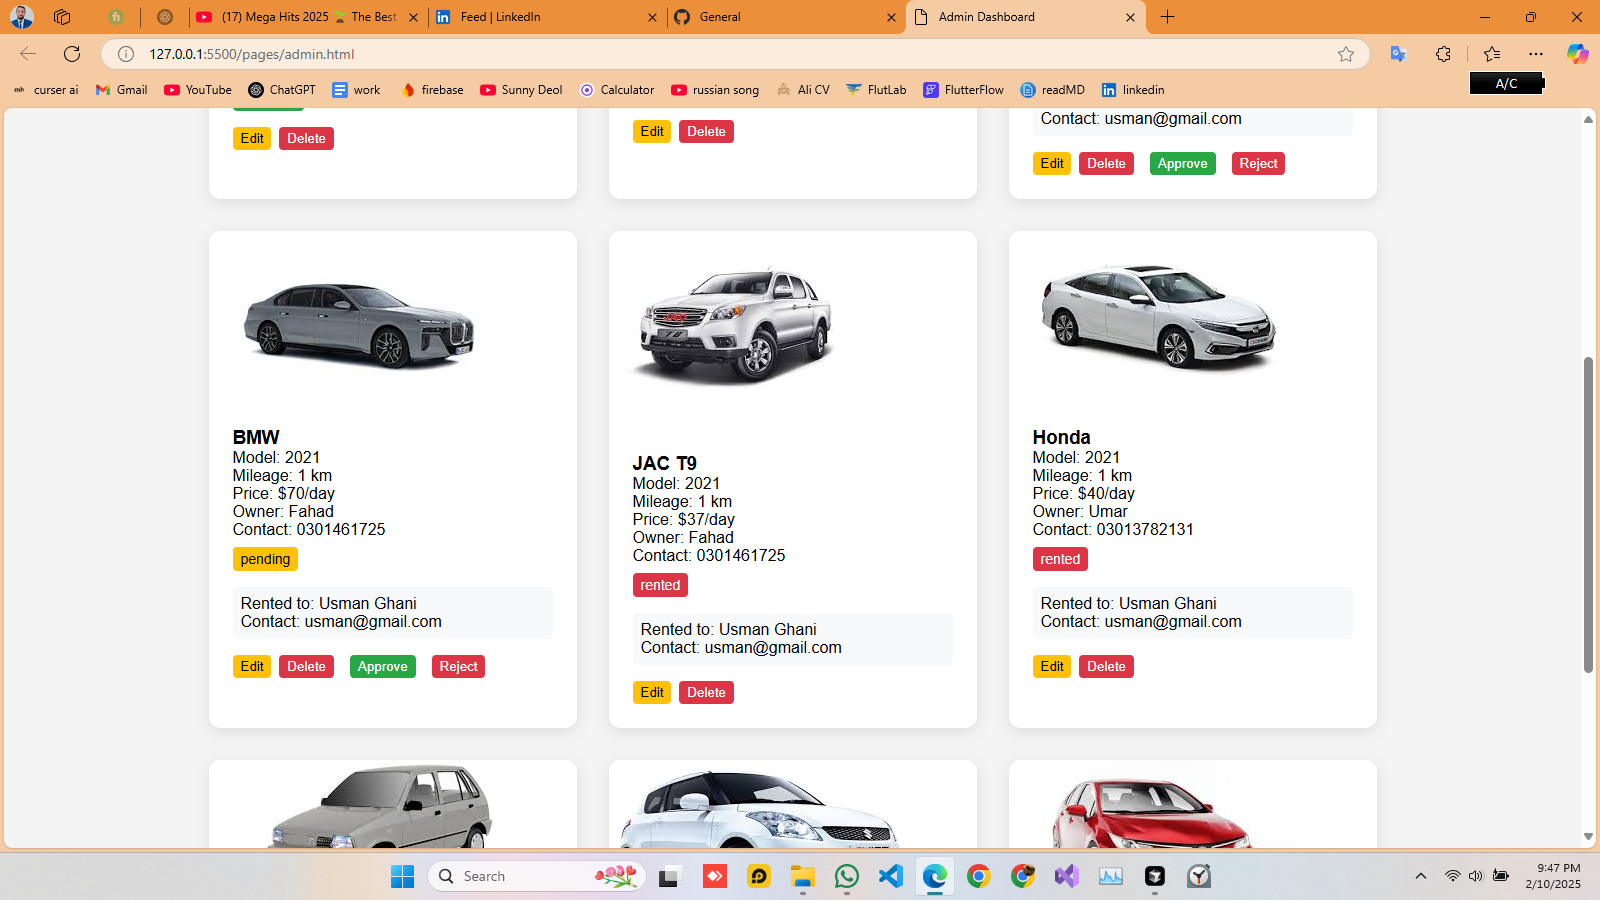 (17) Mega Hits 2025 🌱 The Best
Feed | LinkedIn
General
Admin Dashboard
127.0.0.1:5500/pages/admin.html
curser ai
Gmail
YouTube
ChatGPT
work
firebase
Sunny Deol
Calculator
russian song
Ali CV
FlutLab
FlutterFlow
readMD
linkedin
A/C
Edit Delete
Edit Delete
Contact: usman@gmail.com
Edit Delete Approve Reject
BMW
Model: 2021
Mileage: 1 km
Price: $70/day
Owner: Fahad
Contact: 0301461725
pending
Rented to: Usman Ghani
Contact: usman@gmail.com
Edit Delete Approve Reject
JAC T9
Model: 2021
Mileage: 1 km
Price: $37/day
Owner: Fahad
Contact: 0301461725
rented
Rented to: Usman Ghani
Contact: usman@gmail.com
Edit Delete
Honda
Model: 2021
Mileage: 1 km
Price: $40/day
Owner: Umar
Contact: 03013782131
rented
Rented to: Usman Ghani
Contact: usman@gmail.com
Edit Delete
Search
9:47 PM
2/10/2025